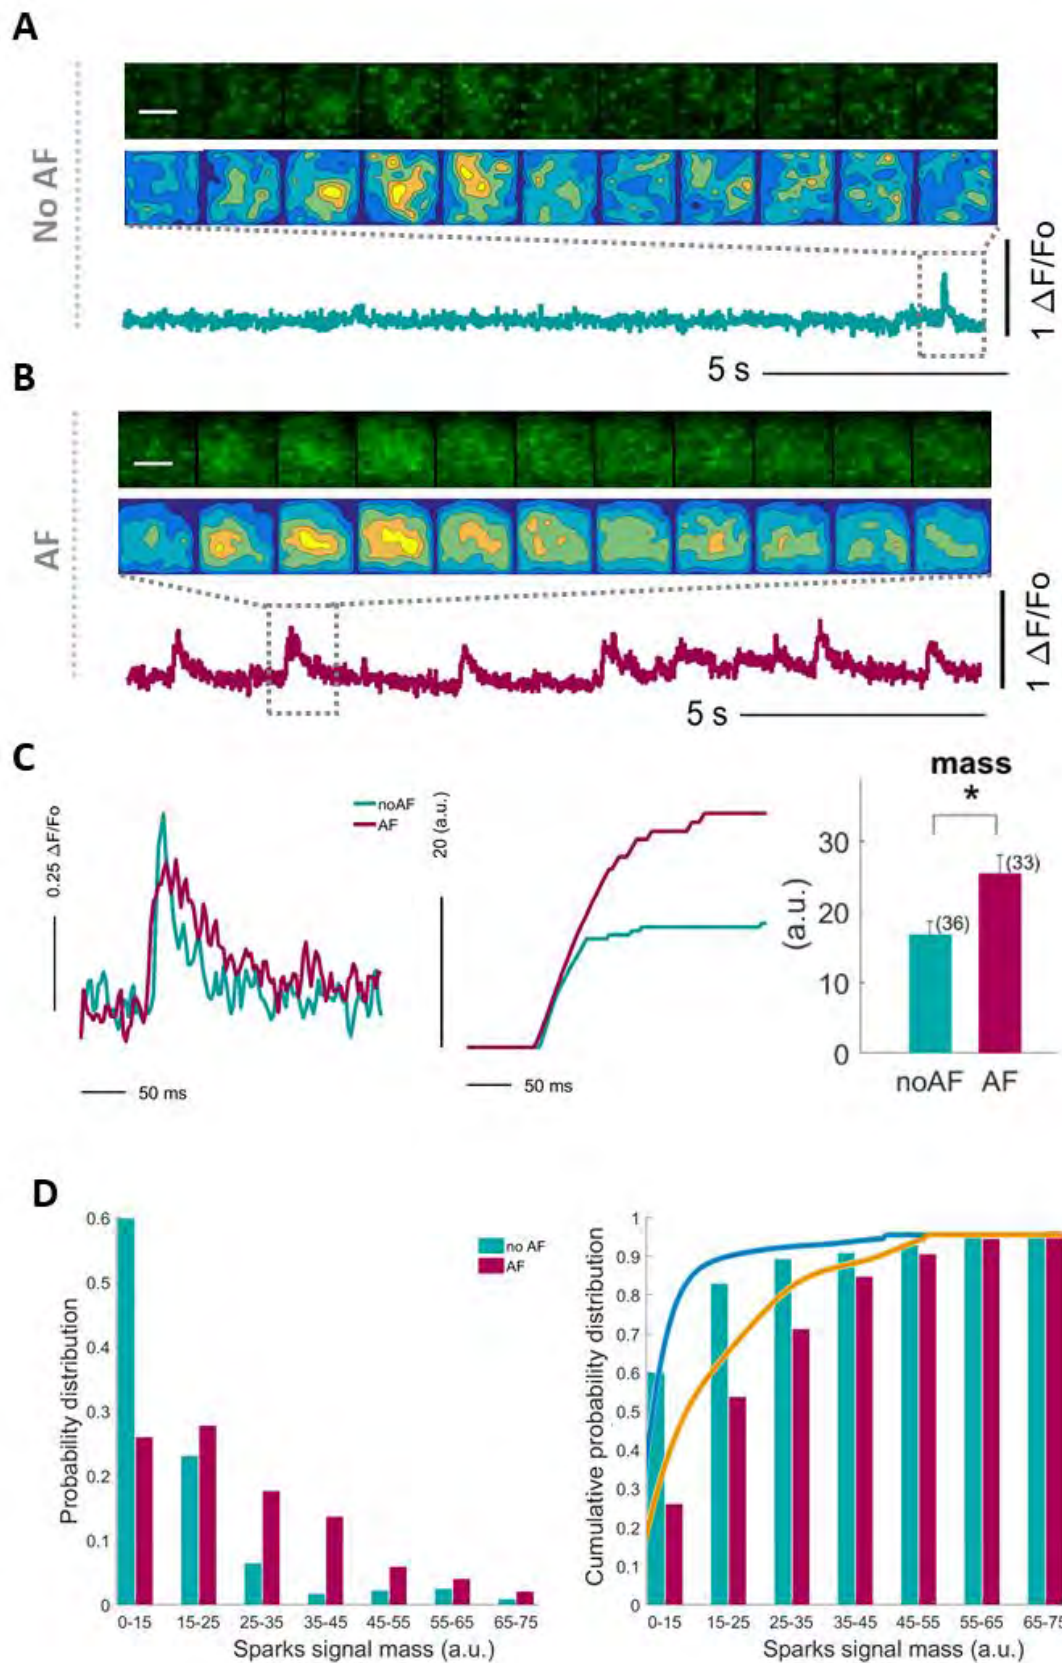 A
No AF
1 ΔF/Fo
5 s
B
AF
1 ΔF/Fo
5 s
C
0.25 ΔF/Fo
noAF
AF
50 ms
20 (a.u.)
50 ms
mass
*
(a.u.)
30
20
10
0
(36)
(33)
noAF AF
D
Probability distribution
0.6
0.5
0.4
0.3
0.2
0.1
0
no AF
AF
0-15 15-25 25-35 35-45 45-55 55-65 65-75
Sparks signal mass (a.u.)
Cumulative probability distribution
1
0.9
0.8
0.7
0.6
0.5
0.4
0.3
0.2
0.1
0
0-15 15-25 25-35 35-45 45-55 55-65 65-75
Sparks signal mass (a.u.)